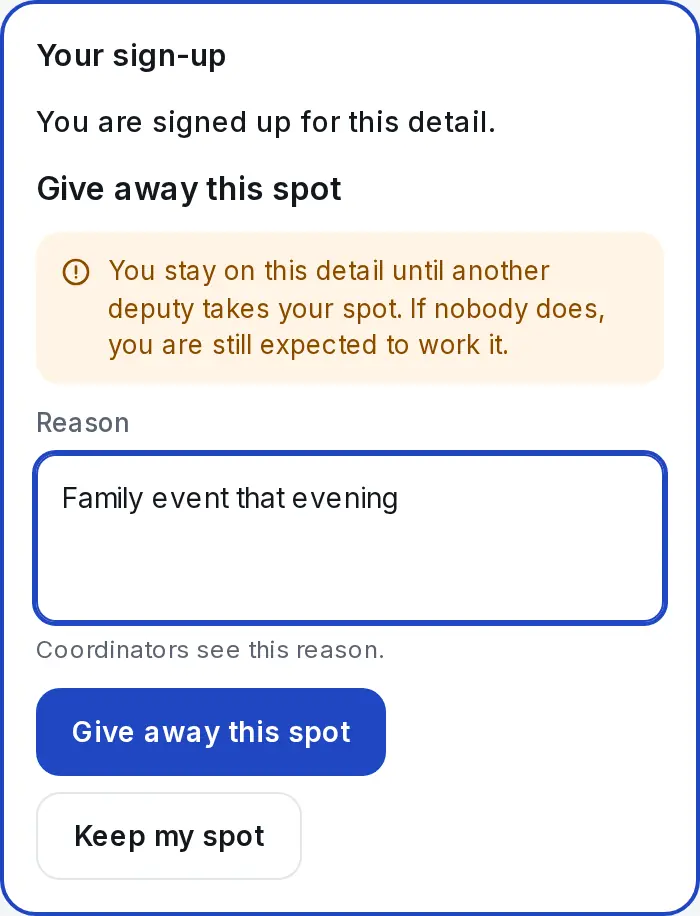 Your sign-up
You are signed up for this detail.
Give away this spot
You stay on this detail until another
deputy takes your spot. If nobody does,
you are still expected to work it.
Reason
Family event that evening
Coordinators see this reason.
Give away this spot
Keep my spot